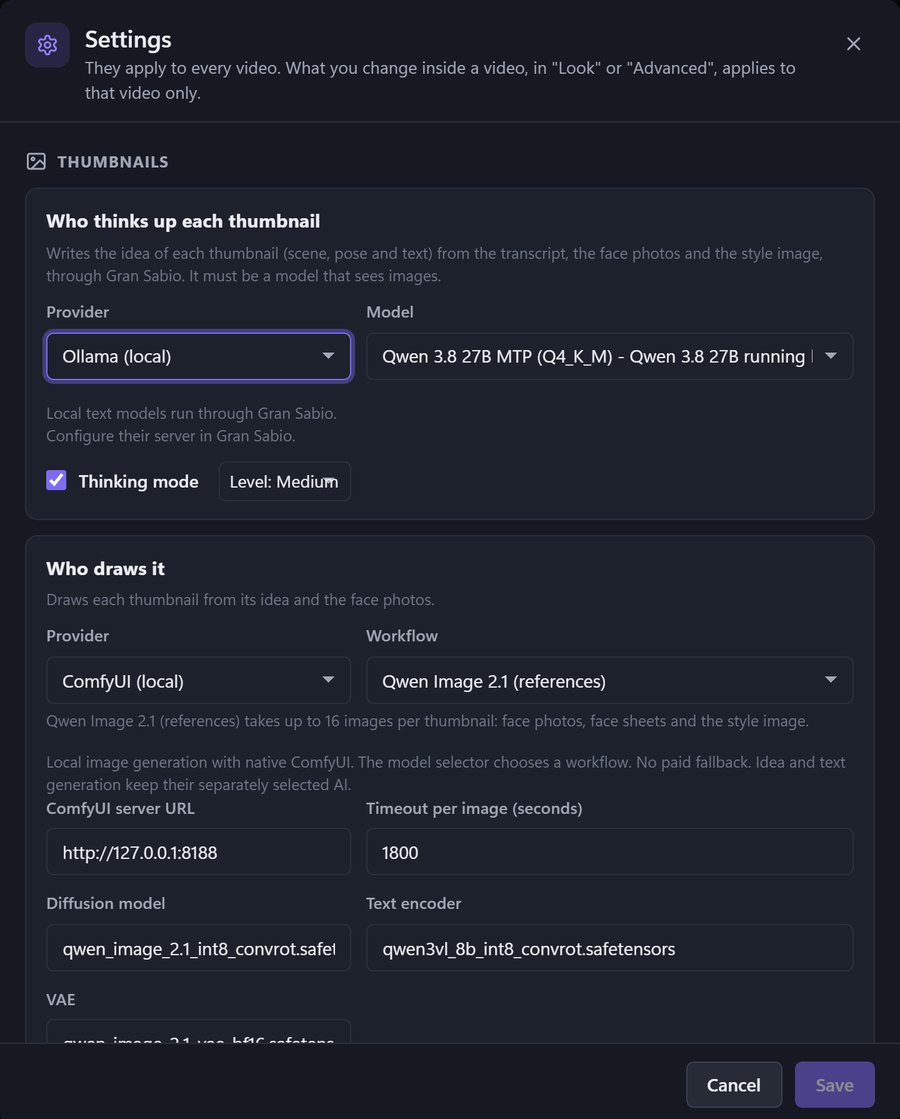 Settings
They apply to every video. What you change inside a video, in "Look" or "Advanced", applies to
that video only.
THUMBNAILS
Who thinks up each thumbnail
Writes the idea of each thumbnail (scene, pose and text) from the transcript, the face photos and the style image,
through Gran Sabio. It must be a model that sees images.
Provider
Model
Ollama (local)
Qwen 3.8 27B MTP (Q4_K_M) - Qwen 3.8 27B running
Local text models run through Gran Sabio.
Configure their server in Gran Sabio.
Thinking mode
Level: Medium
Who draws it
Draws each thumbnail from its idea and the face photos.
Provider
Workflow
ComfyUI (local)
Qwen Image 2.1 (references)
Qwen Image 2.1 (references) takes up to 16 images per thumbnail: face photos, face sheets and the style image.
Local image generation with native ComfyUI. The model selector chooses a workflow. No paid fallback. Idea and text
generation keep their separately selected AI.
ComfyUI server URL
Timeout per image (seconds)
http://127.0.0.1:8188
1800
Diffusion model
Text encoder
qwen_image_2.1_int8_convrot.safet
qwen3vl_8b_int8_convrot.safetensors
VAE
Cancel
Save